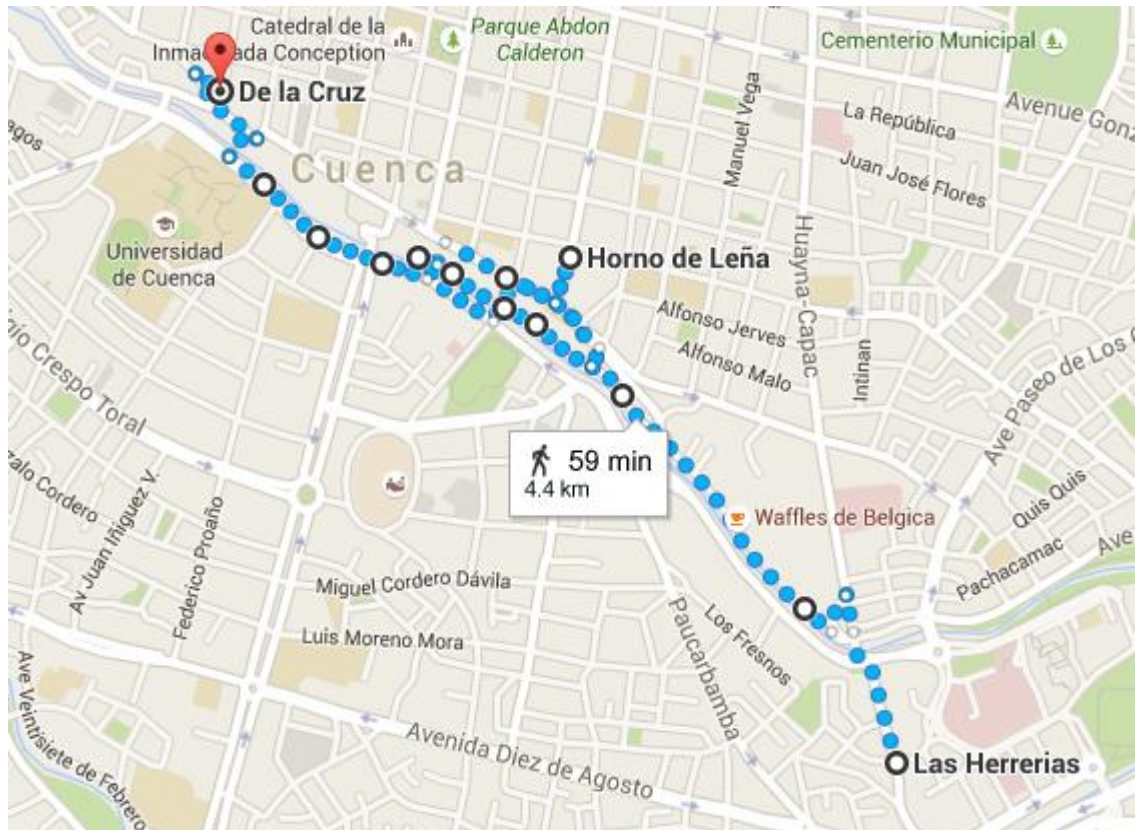 Catedral de la
Inmaculada Conception
Parque Abdon
Calderon
Cementerio Municipal
De la Cruz
agos
Cuenca
Manuel Vega
La República
Avenue Gonz
Juan José Flores
Universidad
de Cuenca
Horno de Leña
Huayna-Capac
Alfonso Jerves
Alfonso Malo
Intinan
Ave Paseo de Los C
gio Crespo Toral
59 min
4.4 km
zalo Cordero
Av Juan Iñiguez V.
Federico Proaño
Waffles de Belgica
Quis Quis
Pachacamac
Ave
Miguel Cordero Dávila
Luis Moreno Mora
Paucarbamba
Los Fresnos
Ave Veintisiete de Febrero
Avenida Diez de Agosto
Las Herrerias